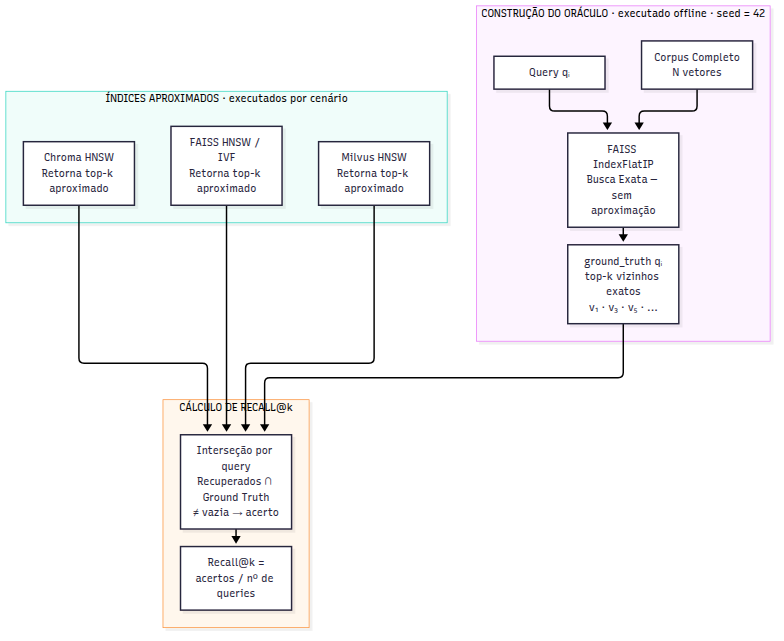 CONSTRUÇÃO DO ORÁCULO · executado offline · seed = 42
Query qᵢ
Corpus Completo
N vetores
FAISS
IndexFlatIP
Busca Exata —
sem
aproximação
ground_truth qᵢ
top-k vizinhos
exatos
v₁ · v₃ · v₅ · ...
ÍNDICES APROXIMADOS · executados por cenário
Chroma HNSW
Retorna top-k
aproximado
FAISS HNSW /
IVF
Retorna top-k
aproximado
Milvus HNSW
Retorna top-k
aproximado
CÁLCULO DE RECALL@k
Interseção por
query
Recuperados ∩
Ground Truth
≠ vazia → acerto
Recall@k =
acertos / nº de
queries